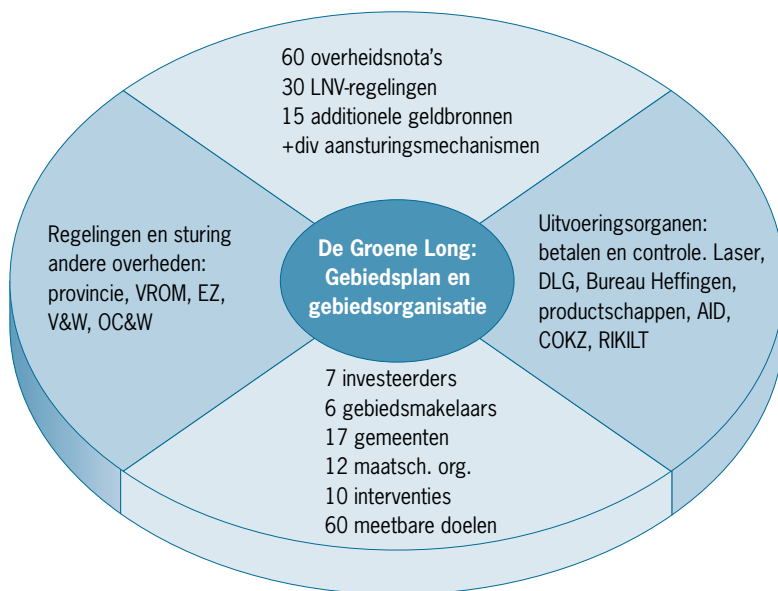 60 overheidsnota's
30 LNV-regelingen
15 additionele geldbronnen
+div aansturingsmechanismen
Regelingen en sturing
andere overheden:
provincie, VROM, EZ,
V&W, OC&W
De Groene Long:
Gebiedsplan en
gebiedsorganisatie
Uitvoeringsorganen:
betalen en controle. Laser,
DLG, Bureau Heffingen,
productschappen, AID,
COKZ, RIKILT
7 investeerders
6 gebiedsmakelaars
17 gemeenten
12 maatsch. org.
10 interventies
60 meetbare doelen